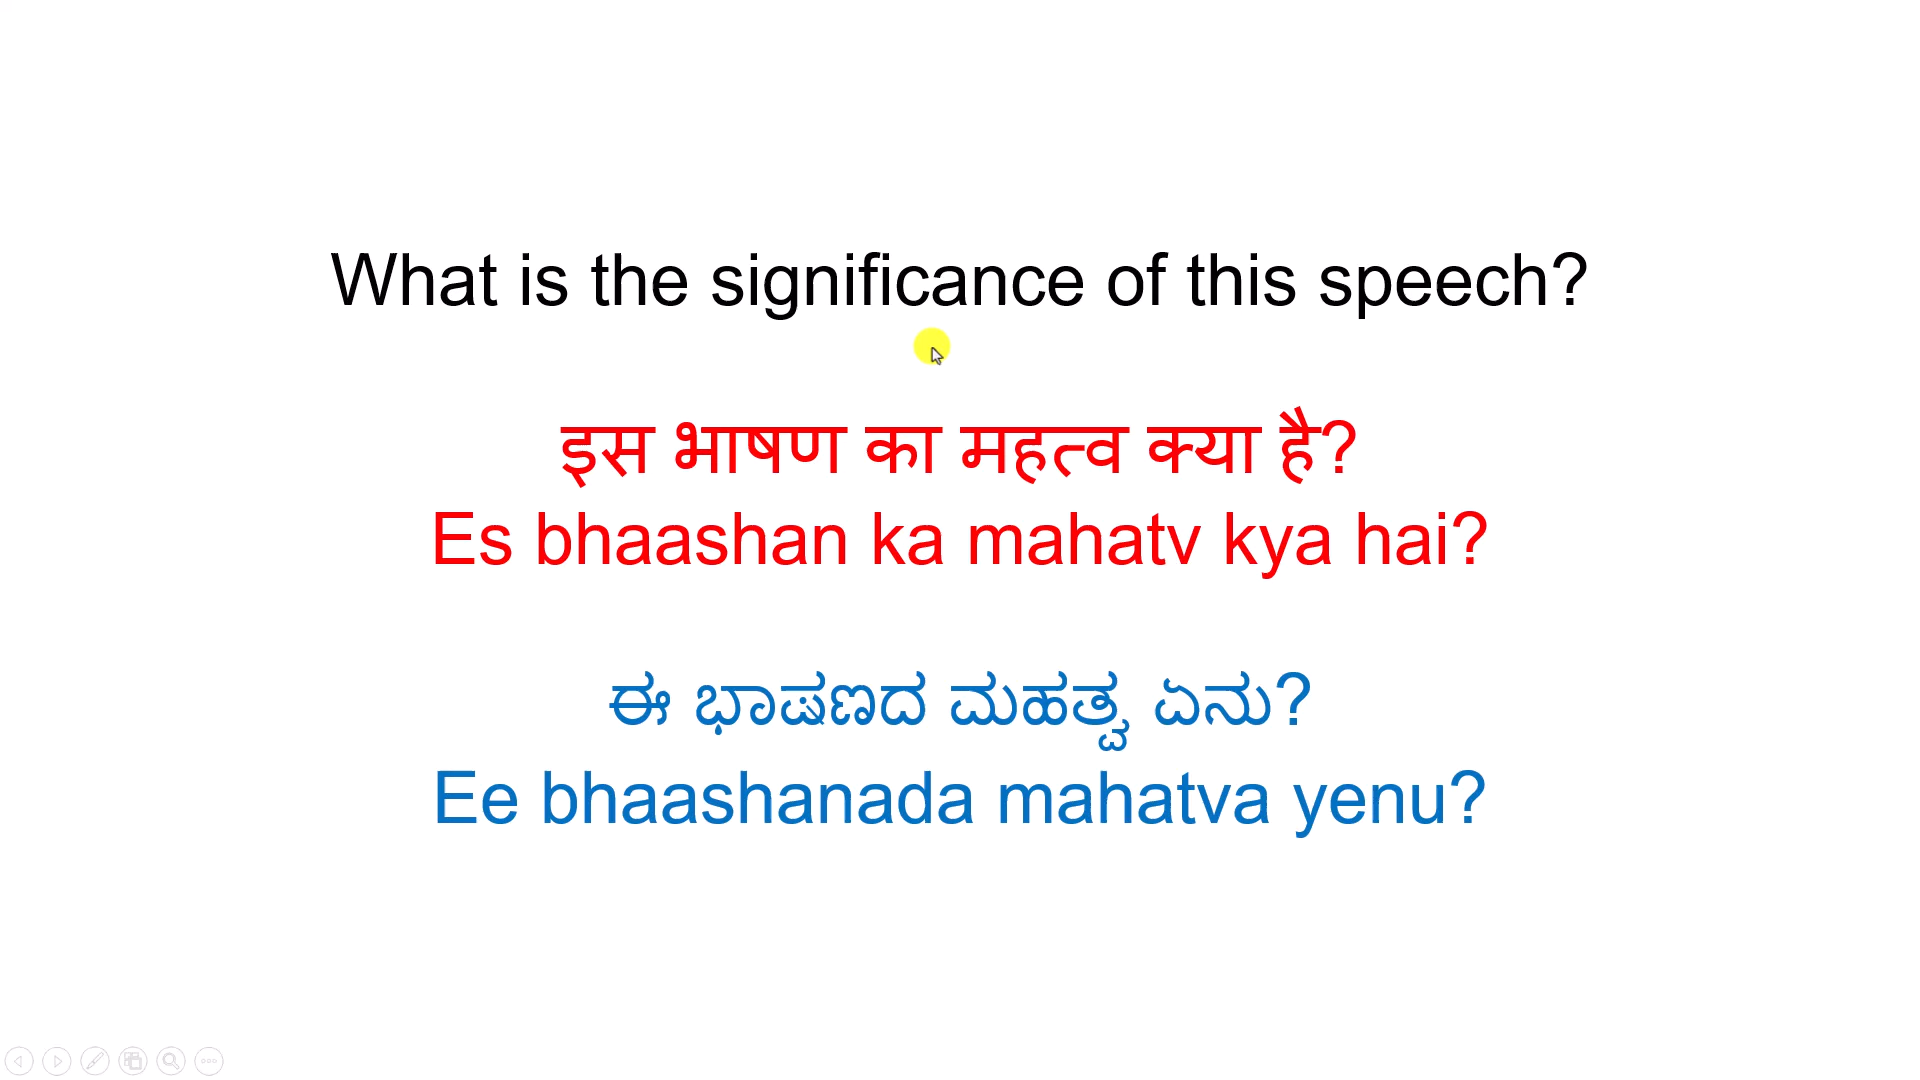 What is the significance of this speech?
इस भाषण का महत्व क्या है?
Es bhaashan ka mahatv kya hai?
ಈ ಭಾಷಣದ ಮಹತ್ವ ಏನು?
Ee bhaashanada mahatva yenu?